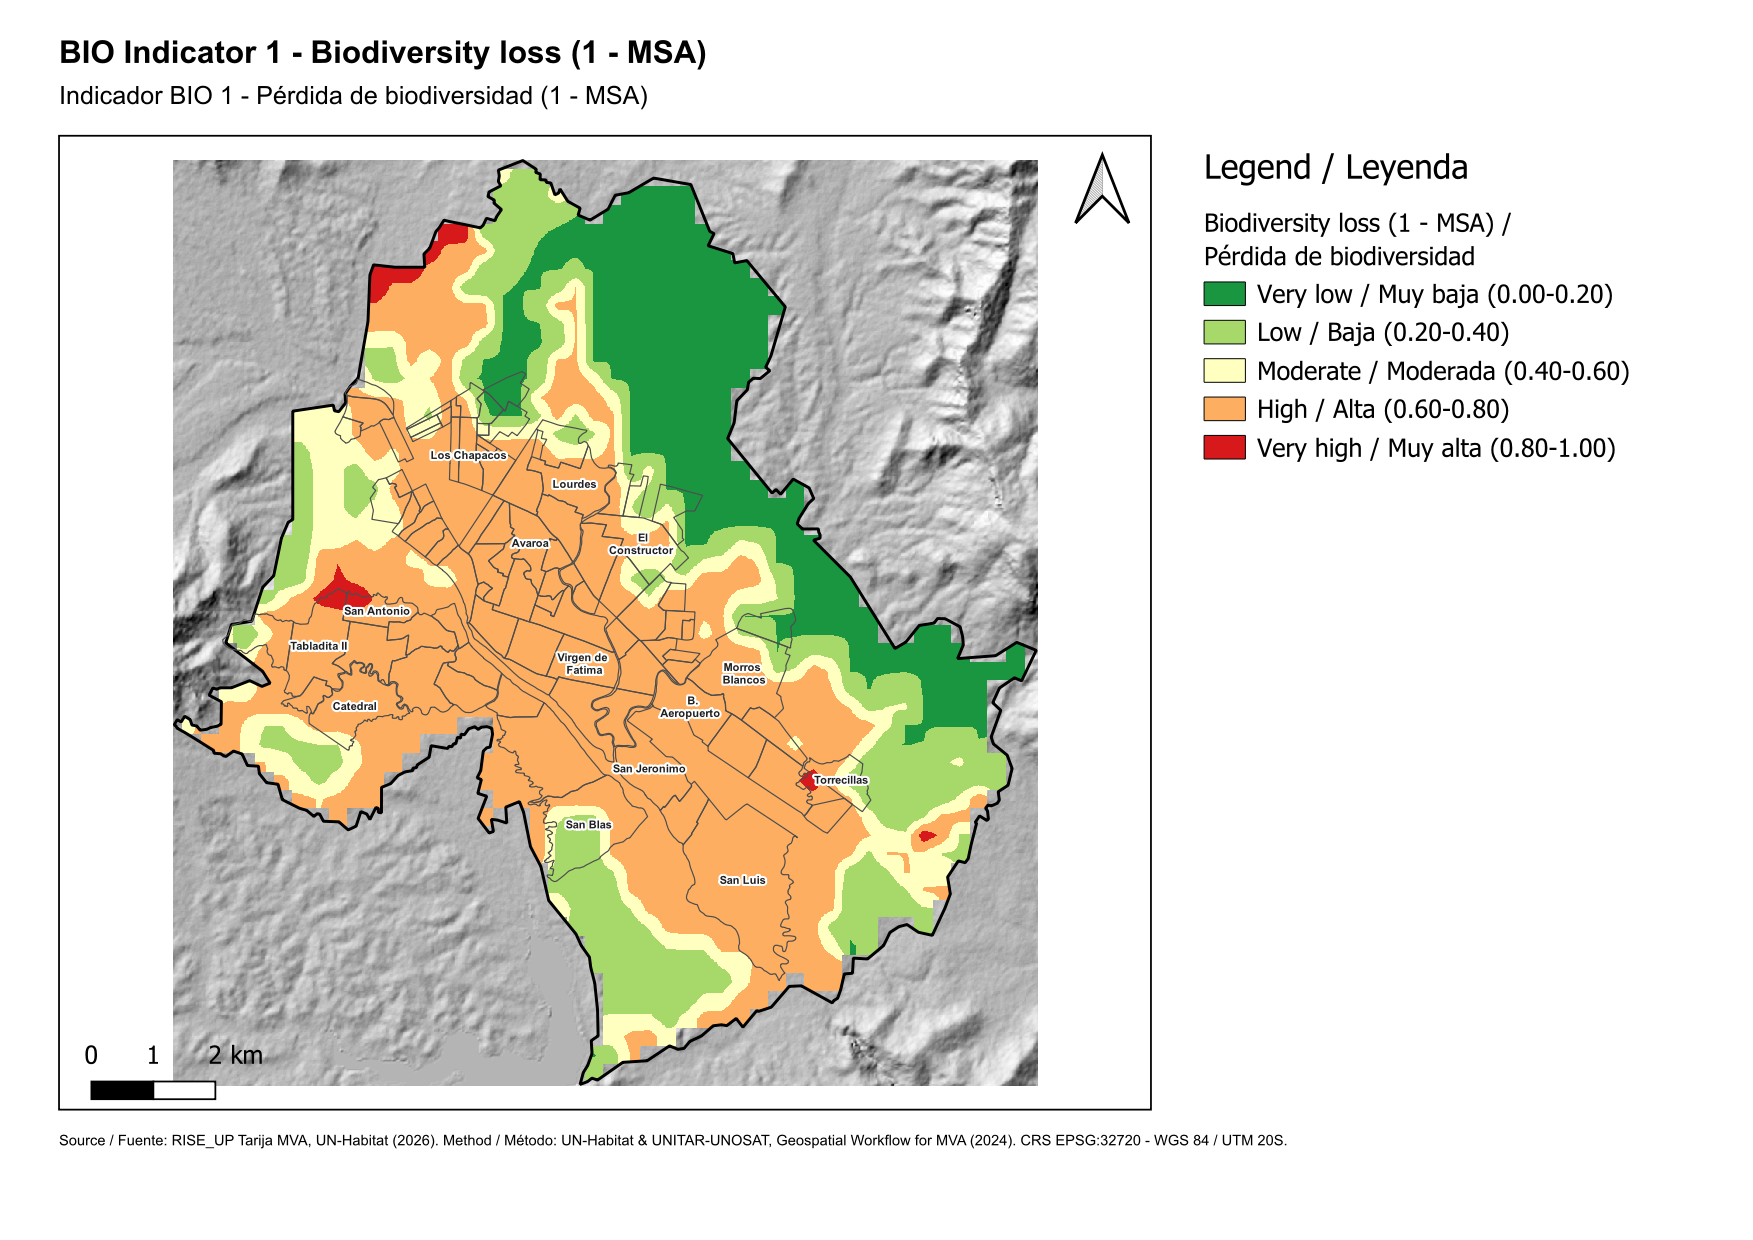 BIO Indicator 1 - Biodiversity loss (1 - MSA)
Indicador BIO 1 - Pérdida de biodiversidad (1 - MSA)
Legend / Leyenda
Biodiversity loss (1 - MSA) /
Pérdida de biodiversidad
Very low / Muy baja (0.00-0.20)
Low / Baja (0.20-0.40)
Moderate / Moderada (0.40-0.60)
High / Alta (0.60-0.80)
Very high / Muy alta (0.80-1.00)
Los Chapacos
Lourdes
Avaroa
El
Constructor
San Antonio
Tabladita II
Virgen de
Fatima
Morros
Blancos
Catedral
B.
Aeropuerto
San Jeronimo
Torrecillas
San Blas
San Luis
0 1 2 km
Source / Fuente: RISE_UP Tarija MVA, UN-Habitat (2026). Method / Método: UN-Habitat & UNITAR-UNOSAT, Geospatial Workflow for MVA (2024). CRS EPSG:32720 - WGS 84 / UTM 20S.